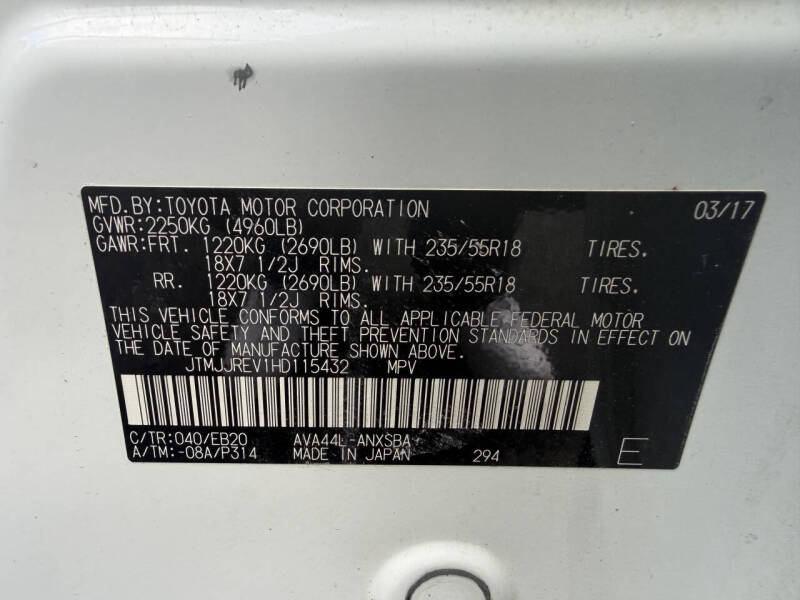 MFD.BY:TOYOTA MOTOR CORPORATION 03/17
GVWR:2250KG (4960LB)
GAWR:FRT. 1220KG (2690LB) WITH 235/55R18 TIRES.
18X7 1/2J RIMS.
RR. 1220KG (2690LB) WITH 235/55R18 TIRES.
18X7 1/2J RIMS.
THIS VEHICLE CONFORMS TO ALL APPLICABLE FEDERAL MOTOR
VEHICLE SAFETY AND THEFT PREVENTION STANDARDS IN EFFECT ON
THE DATE OF MANUFACTURE SHOWN ABOVE.
JTMJJREV1HD115432 MPV
C/TR:040/EB20 AVA44L-ANXSBA
A/TM:-08A/P314 MADE IN JAPAN 294 E